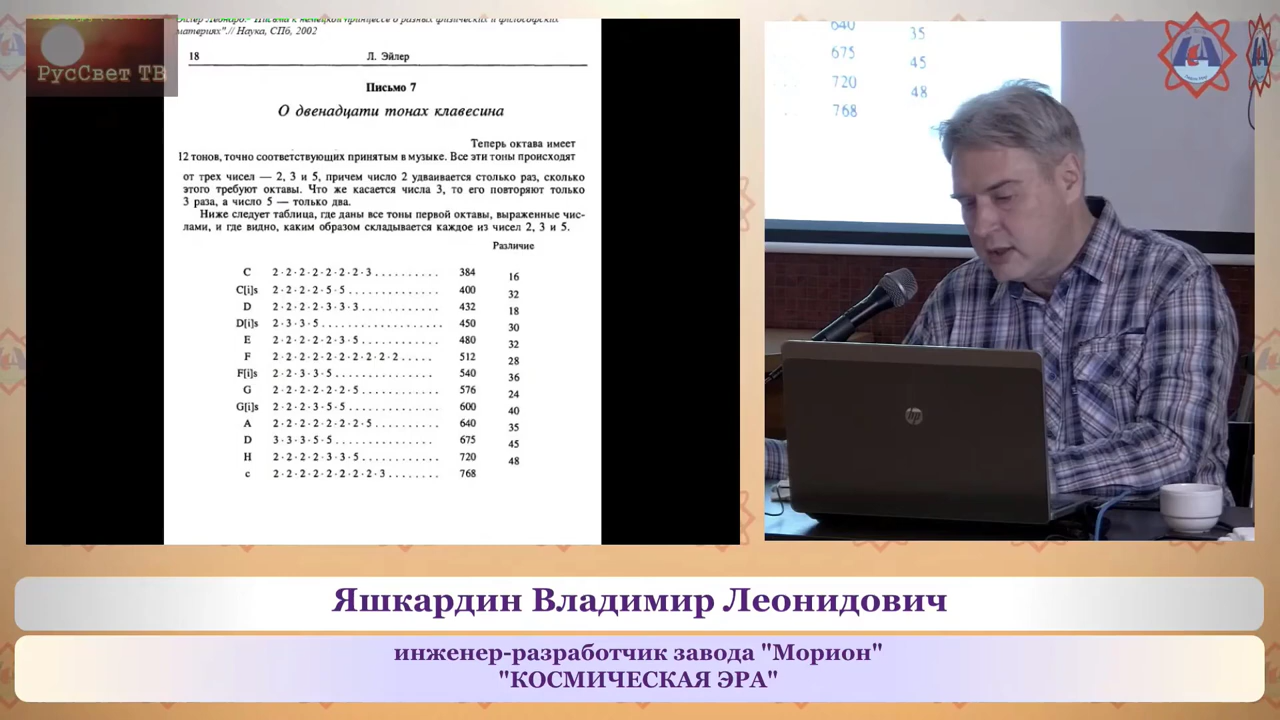 Эйлер Леонард.- "Письма к немецкой принцессе о разных физических и философских
материях".// Наука, СПб, 2002
18 Л. Эйлер
Письмо 7
О двенадцати тонах клавесина
Теперь октава имеет
12 тонов, точно соответствующих принятым в музыке. Все эти тоны происходят
от трех чисел — 2, 3 и 5, причем число 2 удваивается столько раз, сколько
этого требуют октавы. Что же касается числа 3, то его повторяют только
3 раза, а число 5 — только два.
Ниже следует таблица, где даны все тоны первой октавы, выраженные чис-
лами, и где видно, каким образом складывается каждое из чисел 2, 3 и 5.
Различие
C 2·2·2·2·2·2·2·3 .......... 384
16
C[i]s 2·2·2·2·5·5 .............. 400
32
D 2·2·2·2·3·3·3 ............ 432
18
D[i]s 2·3·3·5 ................... 450
30
E 2·2·2·2·2·3·5 ............ 480
32
F 2·2·2·2·2·2·2·2·2 ..... 512
28
F[i]s 2·2·3·3·3·5 ............... 540
36
G 2·2·2·2·2·2·5 ............ 576
24
G[i]s 2·2·2·3·5·5 .............. 600
40
A 2·2·2·2·2·2·2·5 .......... 640
35
D 3·3·3·5·5 ................ 675
45
H 2·2·2·2·3·3·5 ............ 720
48
c 2·2·2·2·2·2·2·2·3 ........ 768
РусСвет ТВ
640
35
675
45
720
48
768
hp
Яшкардин Владимир Леонидович
инженер-разработчик завода "Морион"
"КОСМИЧЕСКАЯ ЭРА"